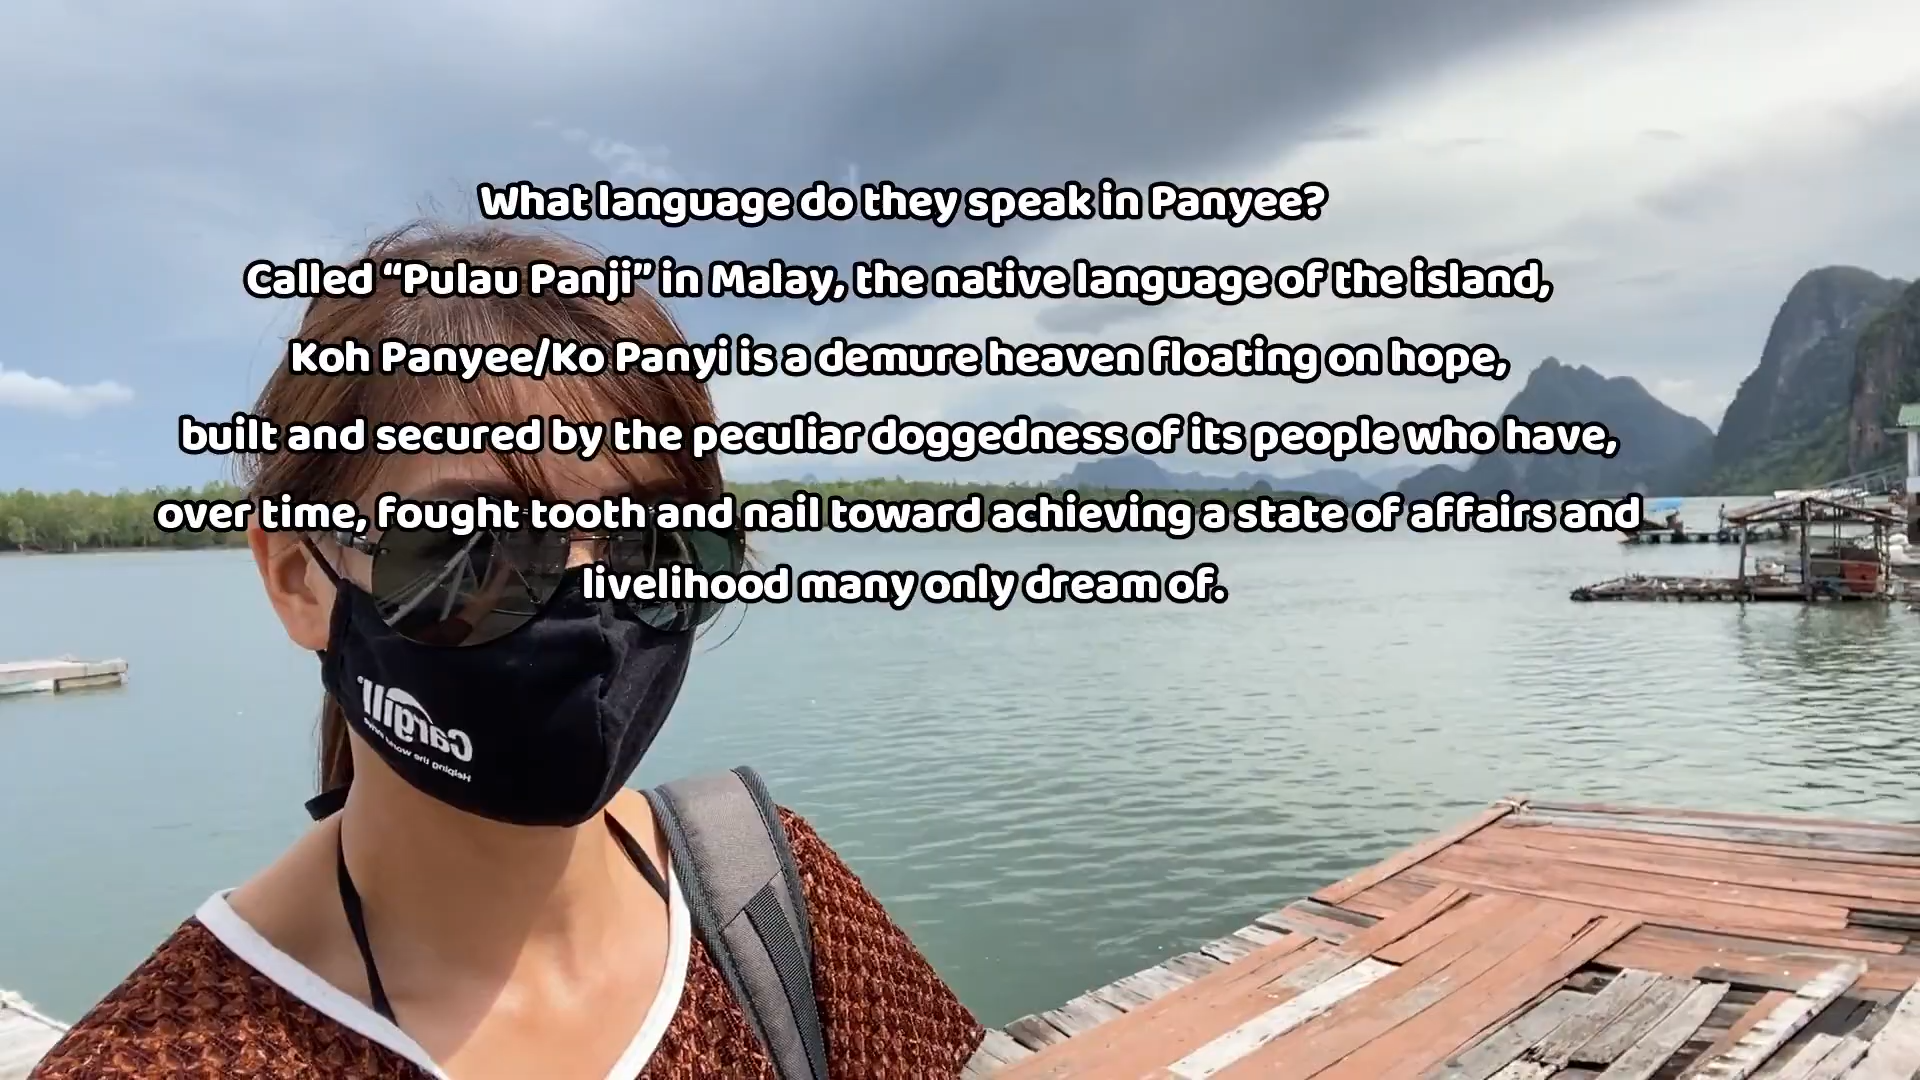 What language do they speak in Panyee?
Called “Pulau Panji” in Malay, the native language of the island,
Koh Panyee/Ko Panyi is a demure heaven floating on hope,
built and secured by the peculiar doggedness of its people who have,
over time, fought tooth and nail toward achieving a state of affairs and
livelihood many only dream of.
Cargill
Helping the world